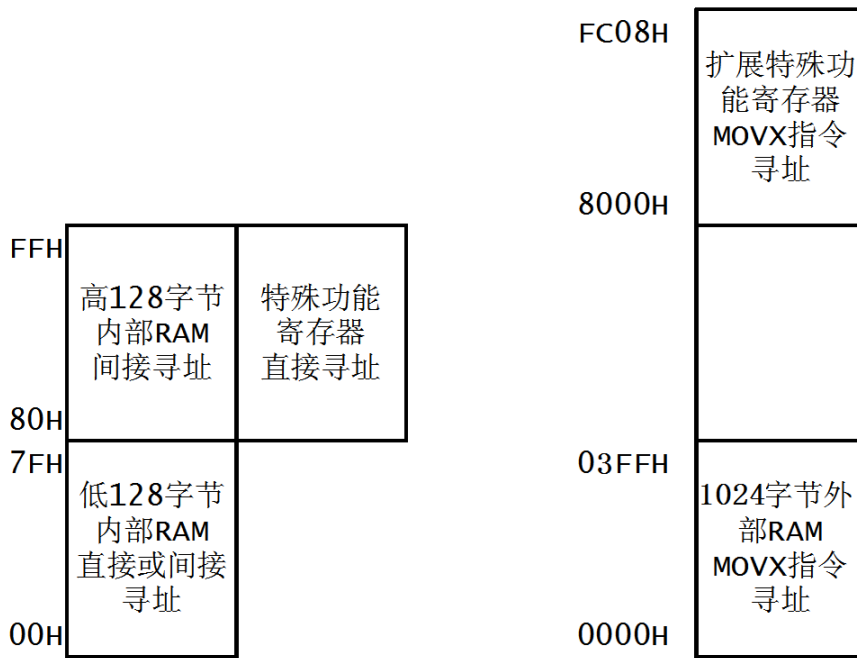 FC08H
扩展特殊功
能寄存器
MOVX指令
寻址
8000H
FFH
高128字节
内部RAM
间接寻址
特殊功能
寄存器
直接寻址
80H
7FH
低128字节
内部RAM
直接或间接
寻址
00H
03FFH
1024字节外
部RAM
MOVX指令
寻址
0000H